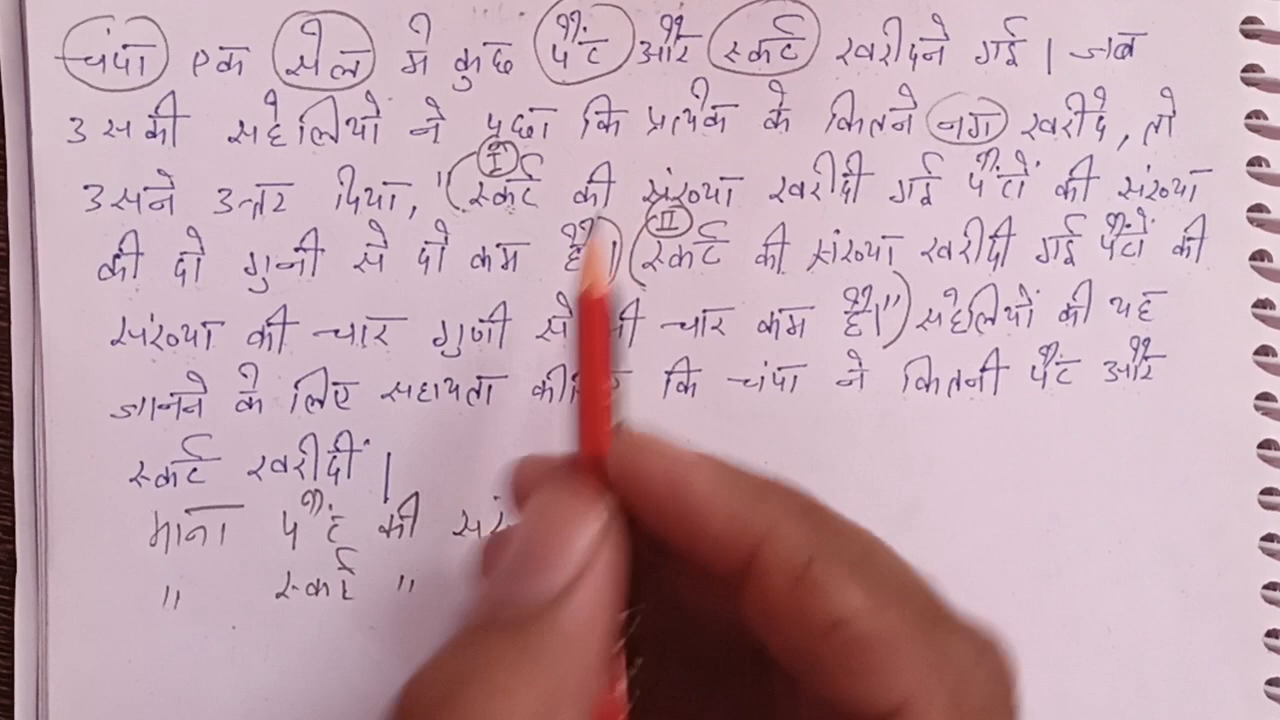 चंपा एक सेल में कुछ पैंट और स्कर्ट खरीदने गई । जब
उसकी सहेलियो ने पूछा कि प्रत्येक के कितने नग खरीदे, तो
I
उसने उत्तर दिया, "(स्कर्ट की संख्या खरीदी गई पैंटों की संख्या
II
की दो गुनी से दो कम है।) (स्कर्ट की संख्या खरीदी गई पैंटों की
संख्या की चार गुणी से चार कम है।") सहेलियों की यह
जानने के लिए सहायता कि चंपा ने कितनी पैंट और
स्कर्ट खरीदीं |
माना पैंट की
" स्कर्ट "